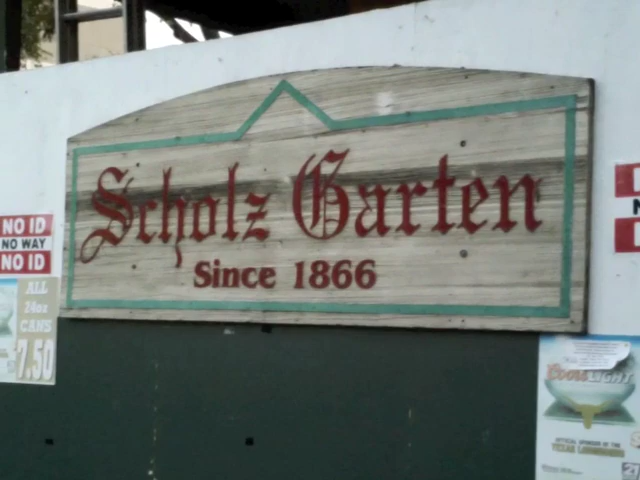 Scholz Garten
Since 1866
NO ID
NO WAY
NO ID
ALL
24oz
CANS
7.50
Coors LIGHT
OFFICIAL SPONSOR OF THE
TEXAS LONGHORNS
21